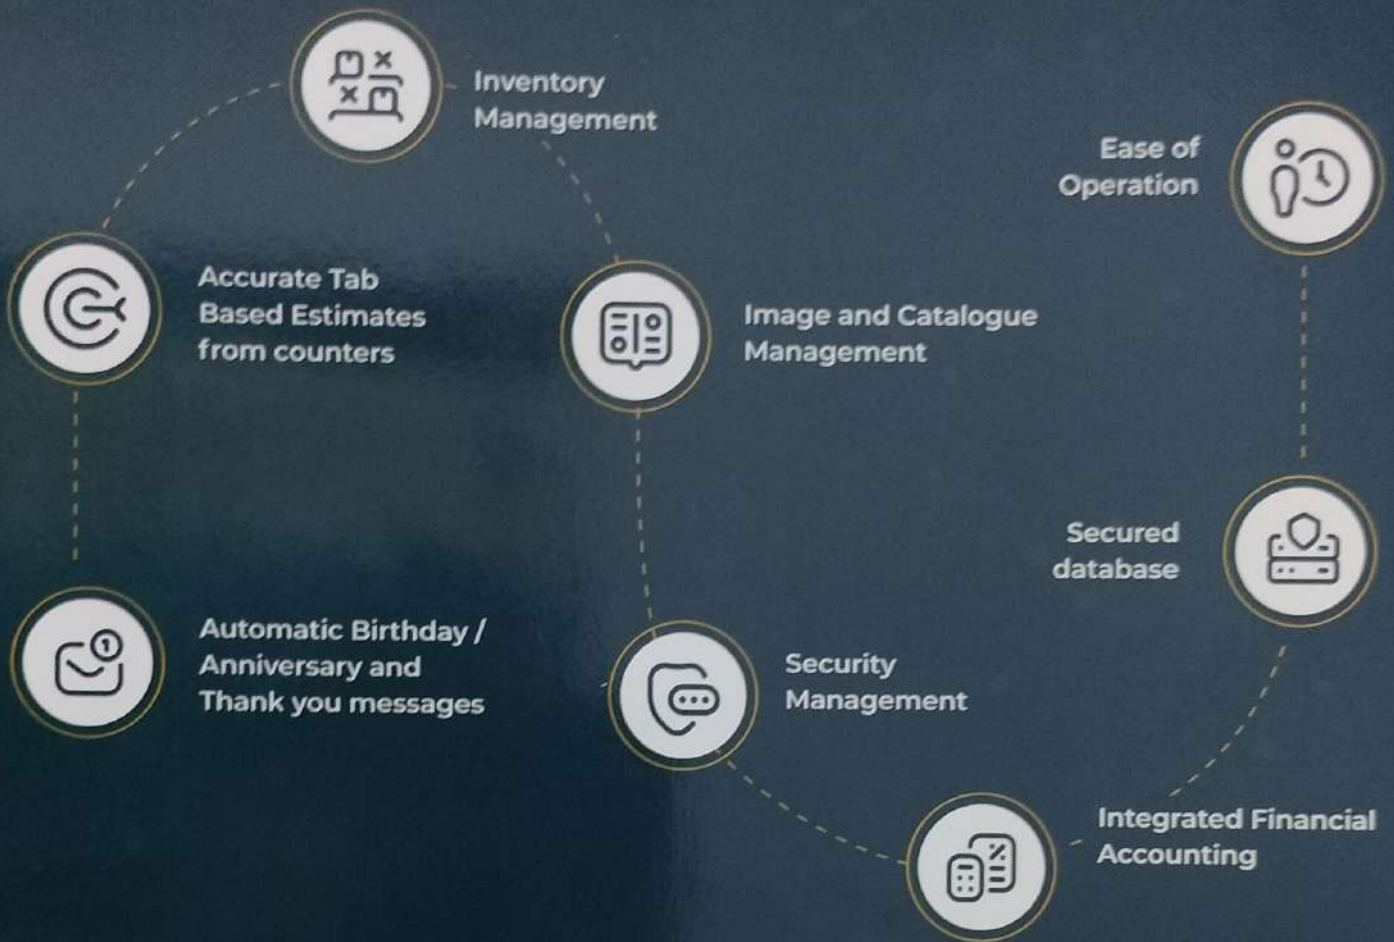 Inventory
Management
Ease of
Operation
Accurate Tab
Based Estimates
from counters
Image and Catalogue
Management
Secured
database
Automatic Birthday /
Anniversary and
Thank you messages
Security
Management
Integrated Financial
Accounting